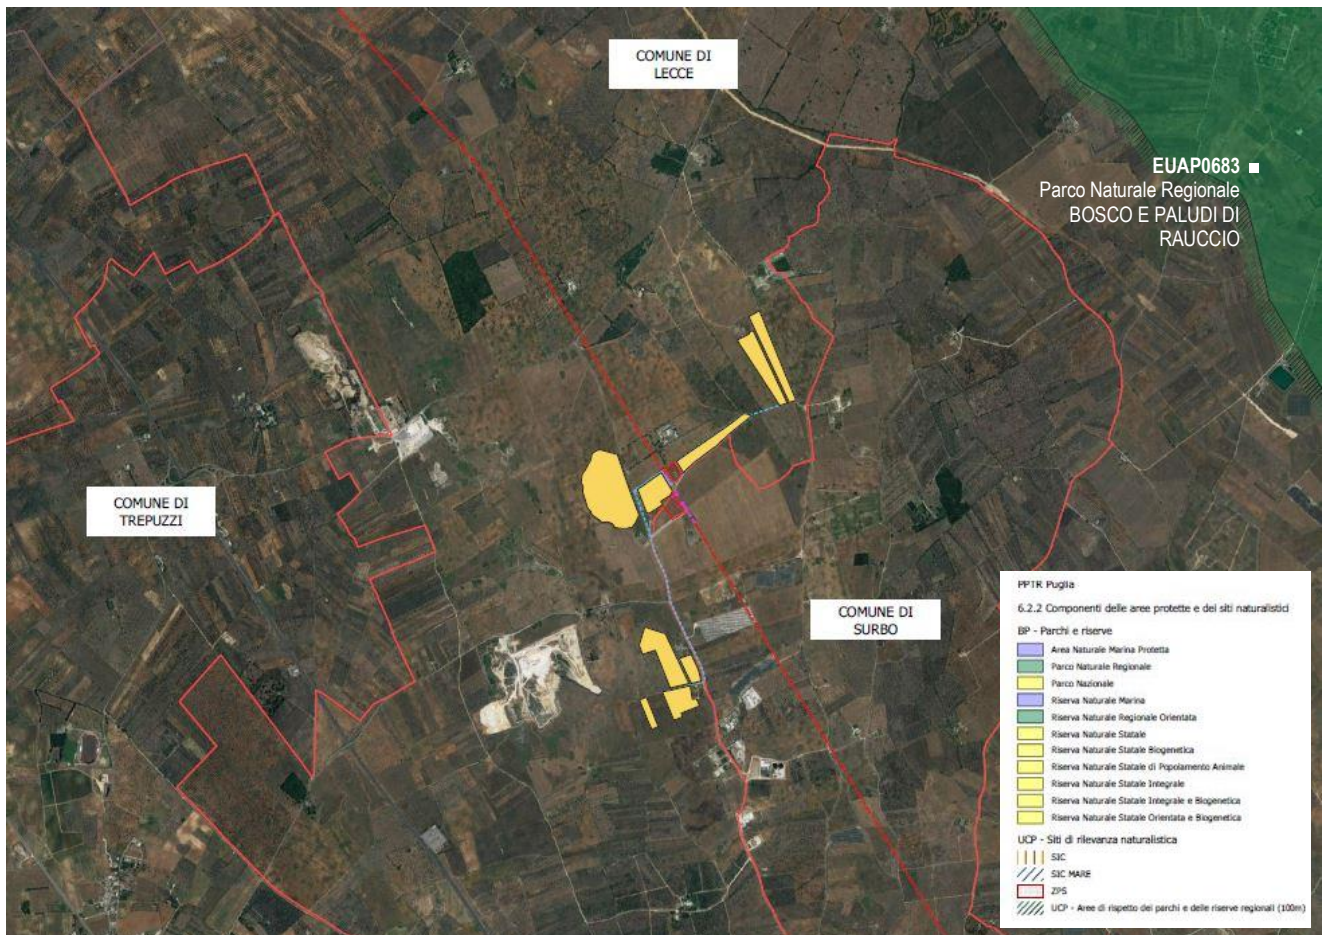 COMUNE DI
LECCE
EUAP0683
Parco Naturale Regionale
BOSCO E PALUDI DI
RAUCCIO
COMUNE DI
TREPUZZI
COMUNE DI
SURBO
PPTR Puglia
6.2.2 Componenti delle aree protette e dei siti naturalistici
BP - Parchi e riserve
Area Naturale Marina Protetta
Parco Naturale Regionale
Parco Nazionale
Riserva Naturale Marina
Riserva Naturale Regionale Orientata
Riserva Naturale Statale
Riserva Naturale Statale Biogenetica
Riserva Naturale Statale di Popolamento Animale
Riserva Naturale Statale Integrale
Riserva Naturale Statale Integrale e Biogenetica
Riserva Naturale Statale Orientata e Biogenetica
UCP - Siti di rilevanza naturalistica
SIC
SIC MARE
ZPS
UCP - Aree di rispetto dei parchi e delle riserve regionali (100m)